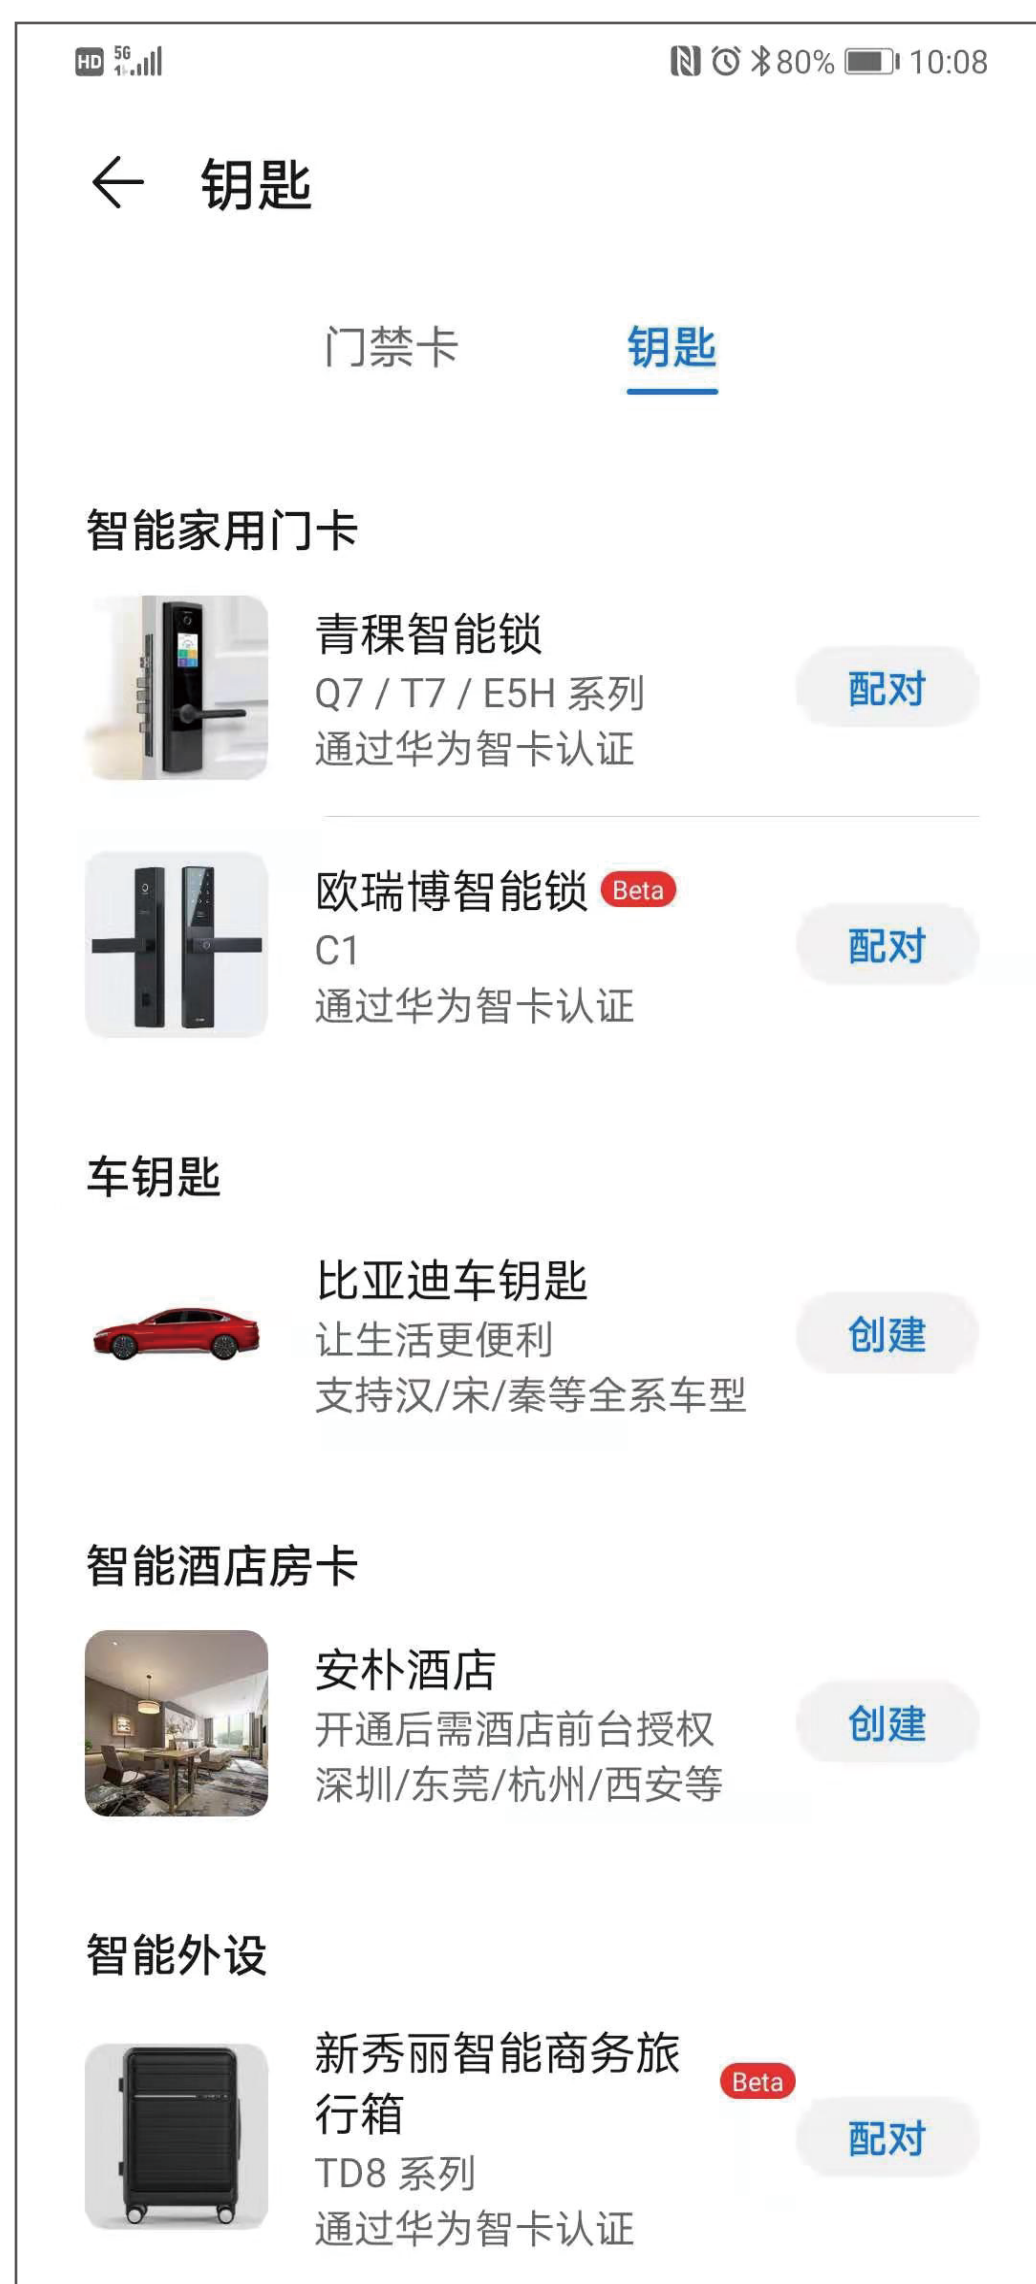 HD 5G 80% 10:08
钥匙
门禁卡 钥匙
智能家用门卡
青稞智能锁
Q7 / T7 / E5H 系列
配对
通过华为智卡认证
欧瑞博智能锁 Beta
C1
配对
通过华为智卡认证
车钥匙
比亚迪车钥匙
让生活更便利
创建
支持汉/宋/秦等全系车型
智能酒店房卡
安朴酒店
开通后需酒店前台授权
创建
深圳/东莞/杭州/西安等
智能外设
新秀丽智能商务旅
行箱
Beta
配对
TD8 系列
通过华为智卡认证